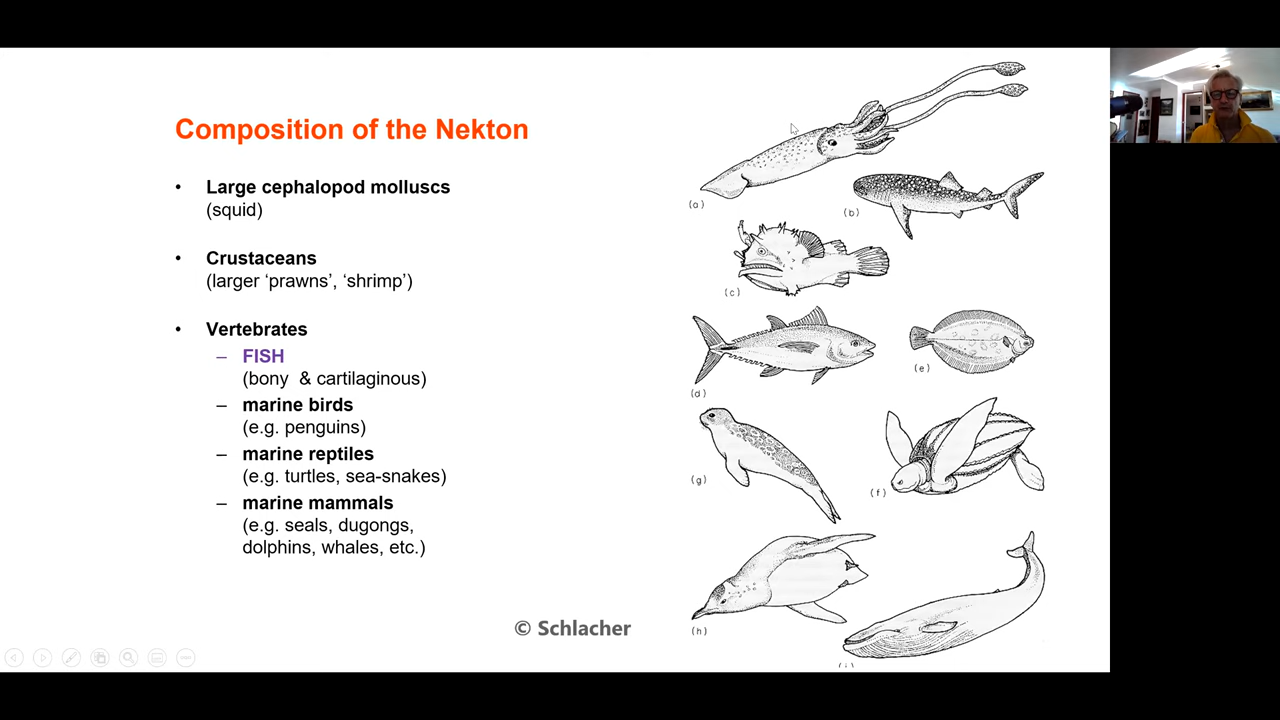 Composition of the Nekton
• Large cephalopod molluscs
(squid)
• Crustaceans
(larger ‘prawns’, ‘shrimp’)
• Vertebrates
– FISH
(bony & cartilaginous)
– marine birds
(e.g. penguins)
– marine reptiles
(e.g. turtles, sea-snakes)
– marine mammals
(e.g. seals, dugongs,
dolphins, whales, etc.)
© Schlacher
(a)
(b)
(c)
(d)
(e)
(g)
(f)
(h)